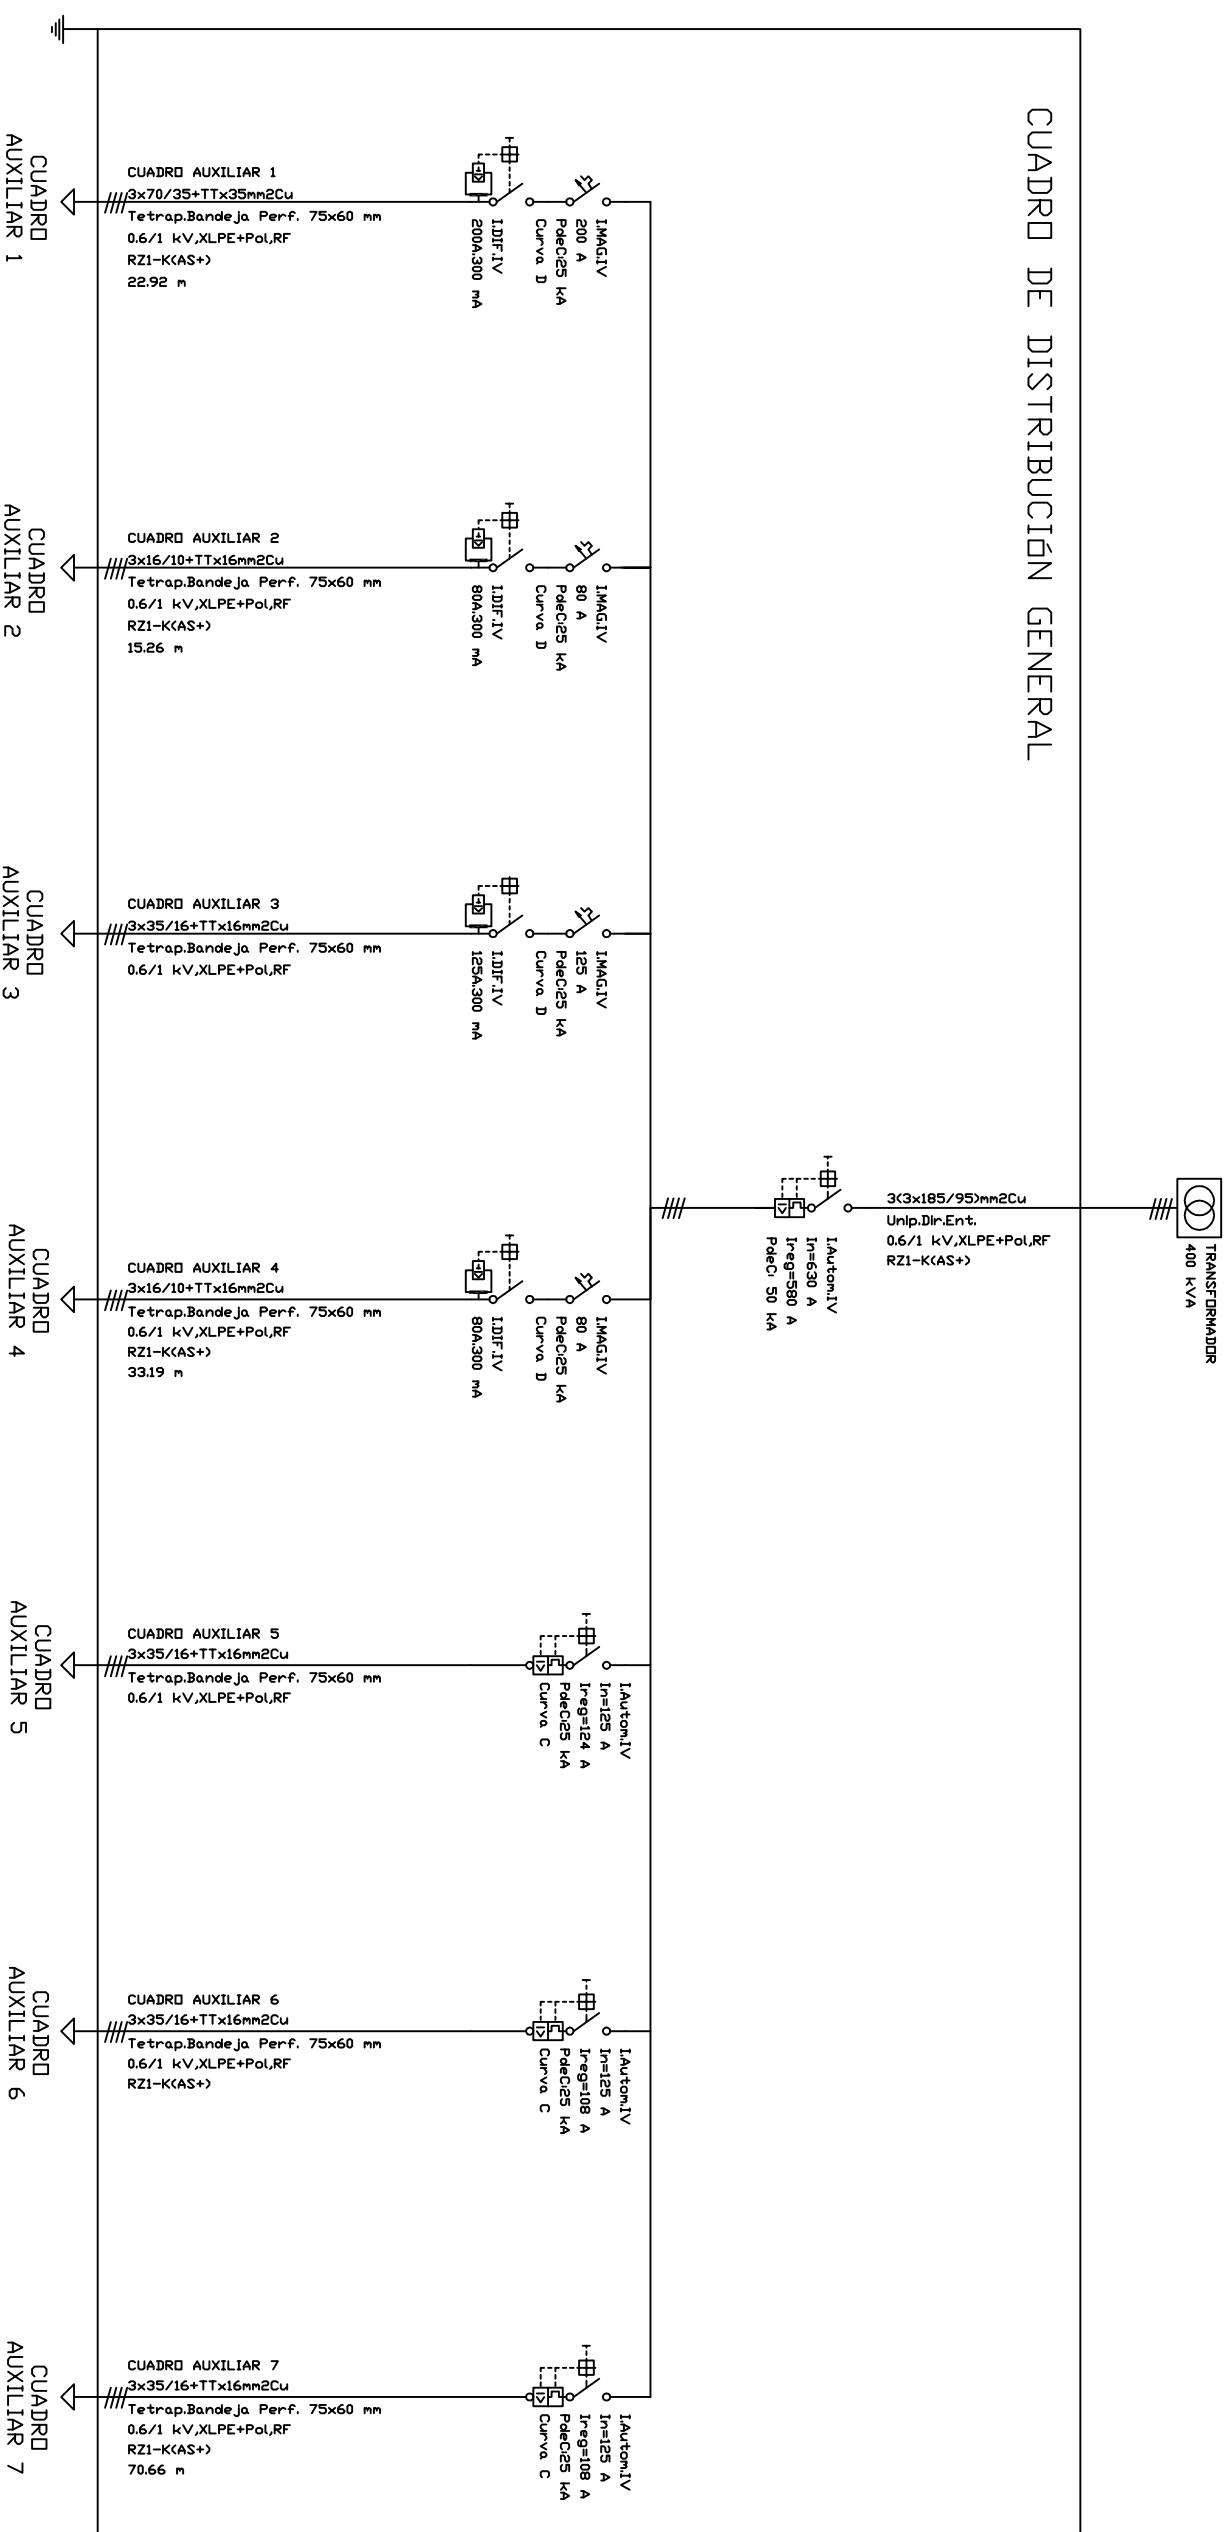 CUADRO DE DISTRIBUCIÓN GENERAL
TRANSFORMADOR
400 kVA
3(3x185/95)mm2Cu
Unip.Dir.Ent.
0.6/1 kV,XLPE+Pol,RF
RZ1-K(AS+)
I.Autom.IV
In=630 A
Ireg=580 A
PdeC: 50 kA
I.MAG.IV
200 A
PdeC:25 kA
Curva D
I.DIF.IV
200A.300 mA
CUADRO AUXILIAR 1
3x70/35+TTx35mm2Cu
Tetrap.Bandeja Perf. 75x60 mm
0.6/1 kV,XLPE+Pol,RF
RZ1-K(AS+)
22.92 m
CUADRO
AUXILIAR 1
I.MAG.IV
80 A
PdeC:25 kA
Curva D
I.DIF.IV
80A.300 mA
CUADRO AUXILIAR 2
3x16/10+TTx16mm2Cu
Tetrap.Bandeja Perf. 75x60 mm
0.6/1 kV,XLPE+Pol,RF
RZ1-K(AS+)
15.26 m
CUADRO
AUXILIAR 2
I.MAG.IV
125 A
PdeC:25 kA
Curva D
I.DIF.IV
125A.300 mA
CUADRO AUXILIAR 3
3x35/16+TTx16mm2Cu
Tetrap.Bandeja Perf. 75x60 mm
0.6/1 kV,XLPE+Pol,RF
CUADRO
AUXILIAR 3
I.MAG.IV
80 A
PdeC:25 kA
Curva D
I.DIF.IV
80A.300 mA
CUADRO AUXILIAR 4
3x16/10+TTx16mm2Cu
Tetrap.Bandeja Perf. 75x60 mm
0.6/1 kV,XLPE+Pol,RF
RZ1-K(AS+)
33.19 m
CUADRO
AUXILIAR 4
I.Autom.IV
In=125 A
Ireg=124 A
PdeC:25 kA
Curva C
CUADRO AUXILIAR 5
3x35/16+TTx16mm2Cu
Tetrap.Bandeja Perf. 75x60 mm
0.6/1 kV,XLPE+Pol,RF
CUADRO
AUXILIAR 5
I.Autom.IV
In=125 A
Ireg=108 A
PdeC:25 kA
Curva C
CUADRO AUXILIAR 6
3x35/16+TTx16mm2Cu
Tetrap.Bandeja Perf. 75x60 mm
0.6/1 kV,XLPE+Pol,RF
RZ1-K(AS+)
CUADRO
AUXILIAR 6
I.Autom.IV
In=125 A
Ireg=108 A
PdeC:25 kA
Curva C
CUADRO AUXILIAR 7
3x35/16+TTx16mm2Cu
Tetrap.Bandeja Perf. 75x60 mm
0.6/1 kV,XLPE+Pol,RF
RZ1-K(AS+)
70.66 m
CUADRO
AUXILIAR 7